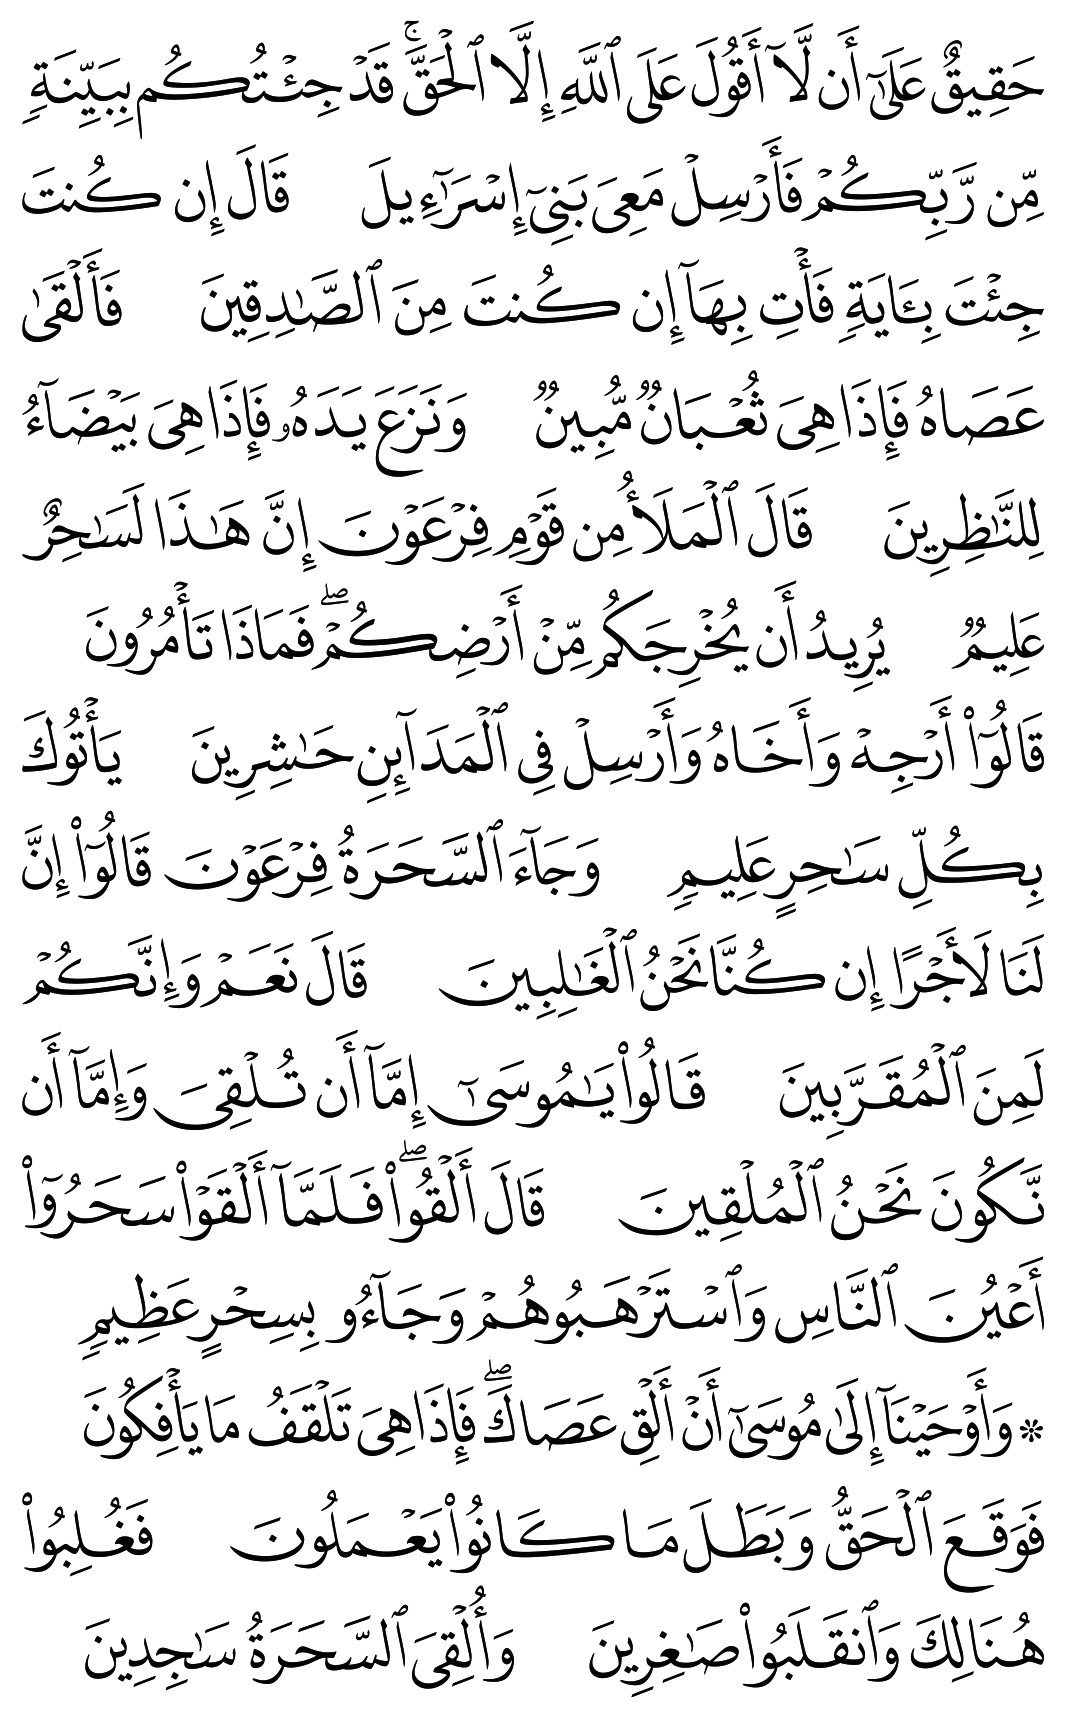 حَقِيقٌ عَلَىٰٓ أَن لَّآ أَقُولَ عَلَى ٱللَّهِ إِلَّا ٱلْحَقَّۚ قَدْ جِئْتُكُم بِبَيِّنَةٍ
مِّن رَّبِّكُمْ فَأَرْسِلْ مَعِىَ بَنِىٓ إِسْرَٰٓءِيلَ قَالَ إِن كُنتَ
جِئْتَ بِـَٔايَةٍ فَأْتِ بِهَآ إِن كُنتَ مِنَ ٱلصَّـٰدِقِينَ فَأَلْقَىٰ
عَصَاهُ فَإِذَا هِىَ ثُعْبَانٌ مُّبِينٌ وَنَزَعَ يَدَهُۥ فَإِذَا هِىَ بَيْضَآءُ
لِلنَّـٰظِرِينَ قَالَ ٱلْمَلَأُ مِن قَوْمِ فِرْعَوْنَ إِنَّ هَـٰذَا لَسَـٰحِرٌ
عَلِيمٌ يُرِيدُ أَن يُخْرِجَكُم مِّنْ أَرْضِكُمْۖ فَمَاذَا تَأْمُرُونَ
قَالُوٓا۟ أَرْجِهْ وَأَخَاهُ وَأَرْسِلْ فِى ٱلْمَدَآئِنِ حَـٰشِرِينَ يَأْتُوكَ
بِكُلِّ سَـٰحِرٍ عَلِيمٍ وَجَآءَ ٱلسَّحَرَةُ فِرْعَوْنَ قَالُوٓا۟ إِنَّ
لَنَا لَأَجْرًا إِن كُنَّا نَحْنُ ٱلْغَـٰلِبِينَ قَالَ نَعَمْ وَإِنَّكُمْ
لَمِنَ ٱلْمُقَرَّبِينَ قَالُوا۟ يَـٰمُوسَىٰٓ إِمَّآ أَن تُلْقِىَ وَإِمَّآ أَن
نَّكُونَ نَحْنُ ٱلْمُلْقِينَ قَالَ أَلْقُوا۟ۖ فَلَمَّآ أَلْقَوْا۟ سَحَرُوٓا۟
أَعْيُنَ ٱلنَّاسِ وَٱسْتَرْهَبُوهُمْ وَجَآءُو بِسِحْرٍ عَظِيمٍ
* وَأَوْحَيْنَآ إِلَىٰ مُوسَىٰٓ أَنْ أَلْقِ عَصَاكَۖ فَإِذَا هِىَ تَلْقَفُ مَا يَأْفِكُونَ
فَوَقَعَ ٱلْحَقُّ وَبَطَلَ مَا كَانُوا۟ يَعْمَلُونَ فَغُلِبُوا۟
هُنَالِكَ وَٱنقَلَبُوا۟ صَـٰغِرِينَ وَأُلْقِىَ ٱلسَّحَرَةُ سَـٰجِدِينَ